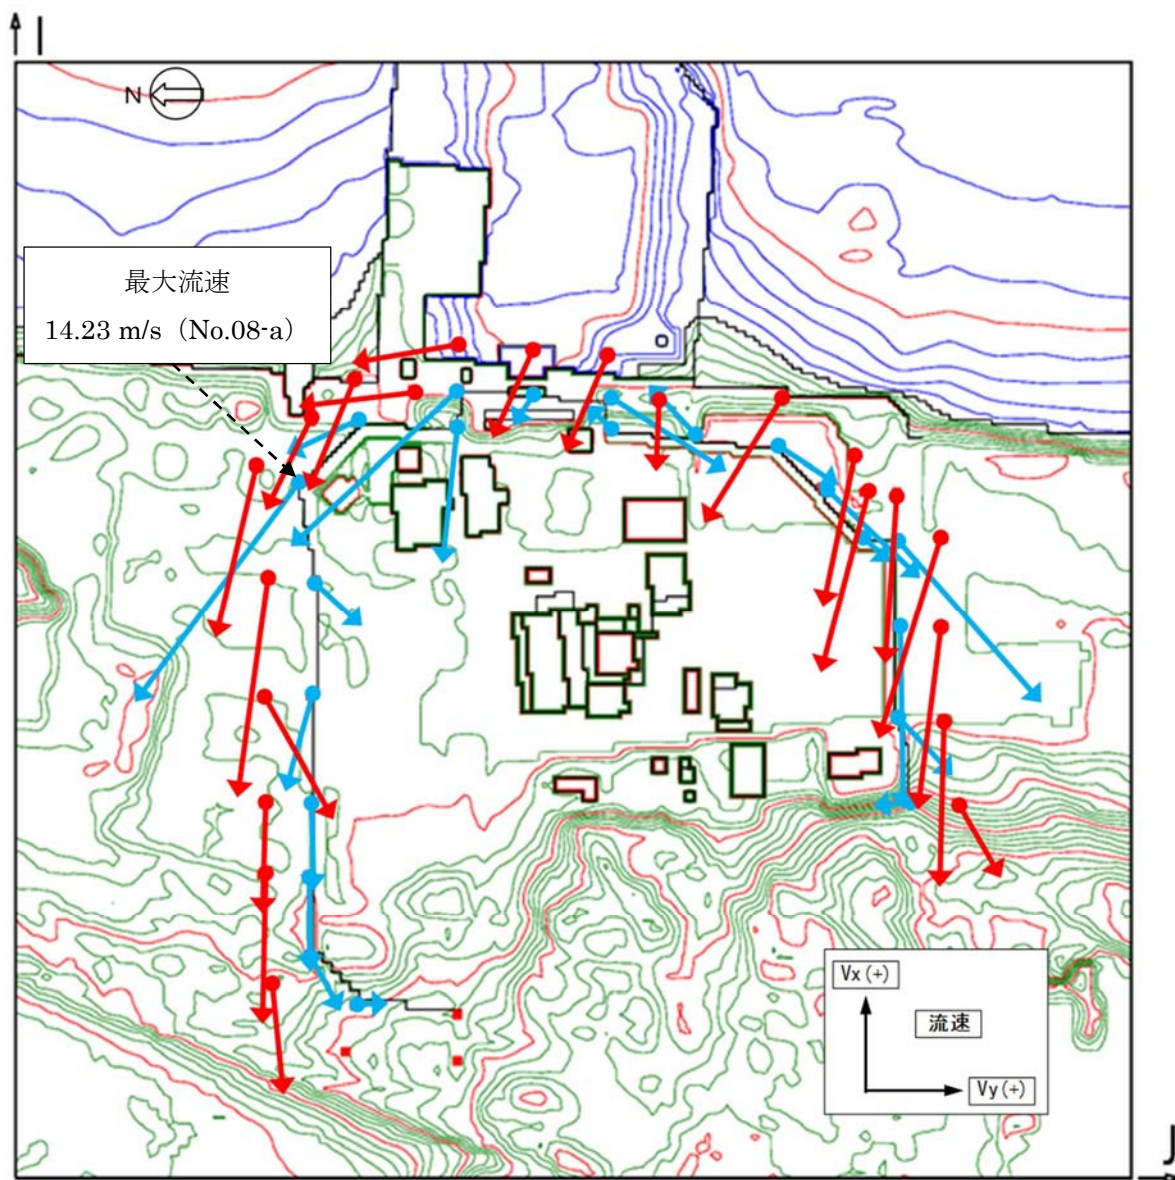 I
N
最大流速
14.23 m/s（No.08-a）
Vx(+)
流速
Vy(+)
J